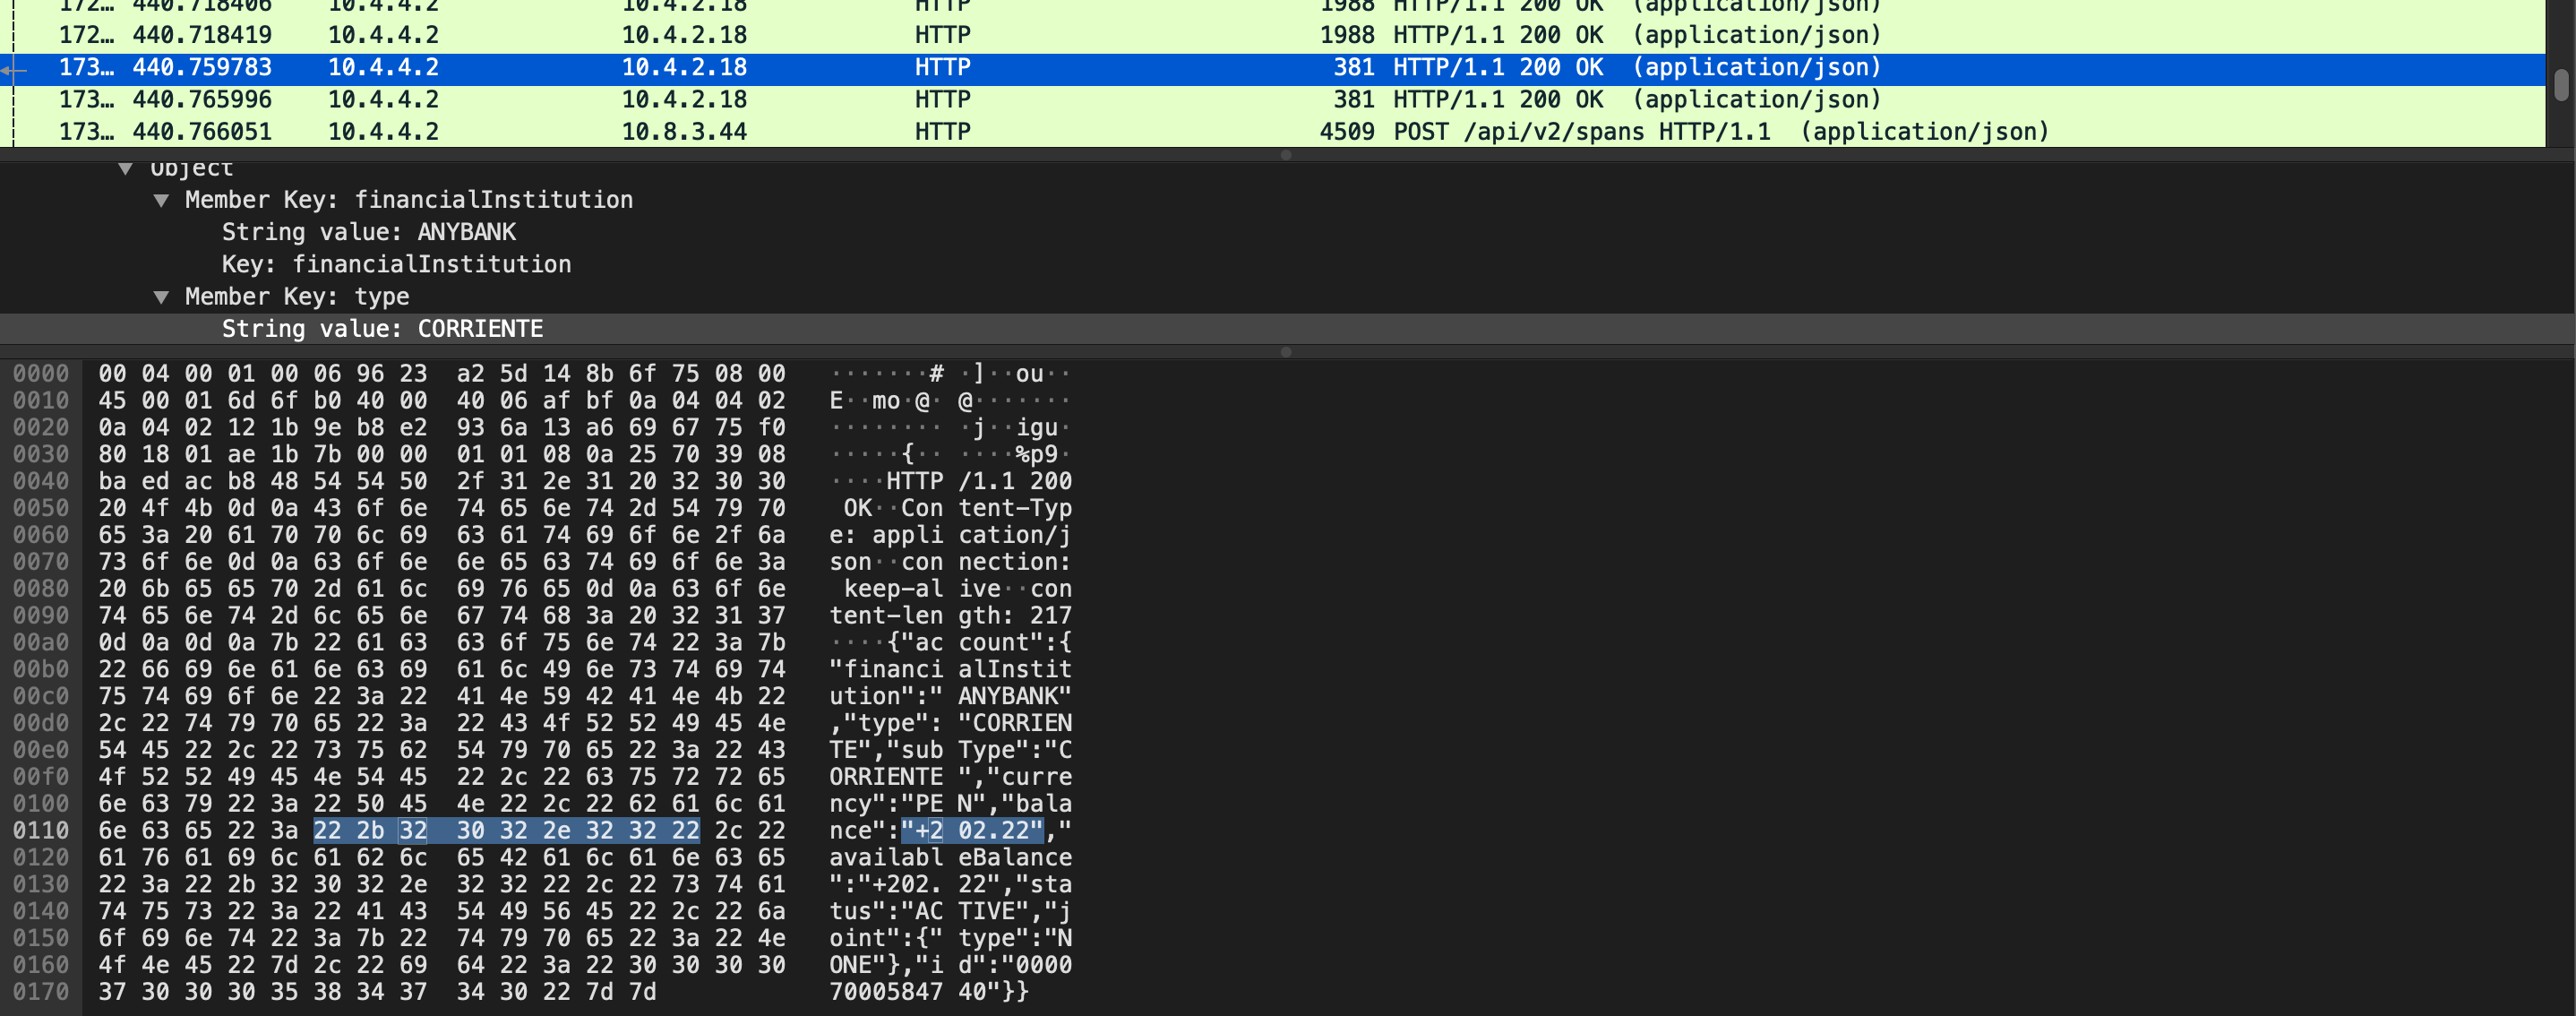 172… 440.718406 10.4.4.2 10.4.2.18 HTTP 1988 HTTP/1.1 200 OK (application/json)
172… 440.718419 10.4.4.2 10.4.2.18 HTTP 1988 HTTP/1.1 200 OK (application/json)
173… 440.759783 10.4.4.2 10.4.2.18 HTTP 381 HTTP/1.1 200 OK (application/json)
173… 440.765996 10.4.4.2 10.4.2.18 HTTP 381 HTTP/1.1 200 OK (application/json)
173… 440.766051 10.4.4.2 10.8.3.44 HTTP 4509 POST /api/v2/spans HTTP/1.1 (application/json)
Object
Member Key: financialInstitution
String value: ANYBANK
Key: financialInstitution
Member Key: type
String value: CORRIENTE
0000 00 04 00 01 00 06 96 23 a2 5d 14 8b 6f 75 08 00 ·······# ·]··ou··
0010 45 00 01 6d 6f b0 40 00 40 06 af bf 0a 04 04 02 E··mo·@· @·······
0020 0a 04 02 12 1b 9e b8 e2 93 6a 13 a6 69 67 75 f0 ········ ·j··igu·
0030 80 18 01 ae 1b 7b 00 00 01 01 08 0a 25 70 39 08 ·····{·· ····%p9·
0040 ba ed ac b8 48 54 54 50 2f 31 2e 31 20 32 30 30 ····HTTP /1.1 200
0050 20 4f 4b 0d 0a 43 6f 6e 74 65 6e 74 2d 54 79 70 OK··Con tent-Typ
0060 65 3a 20 61 70 70 6c 69 63 61 74 69 6f 6e 2f 6a e: appli cation/j
0070 73 6f 6e 0d 0a 63 6f 6e 6e 65 63 74 69 6f 6e 3a son··con nection:
0080 20 6b 65 65 70 2d 61 6c 69 76 65 0d 0a 63 6f 6e keep-al ive··con
0090 74 65 6e 74 2d 6c 65 6e 67 74 68 3a 20 32 31 37 tent-len gth: 217
00a0 0d 0a 0d 0a 7b 22 61 63 63 6f 75 6e 74 22 3a 7b ····{"ac count":{
00b0 22 66 69 6e 61 6e 63 69 61 6c 49 6e 73 74 69 74 "financi alInstit
00c0 75 74 69 6f 6e 22 3a 22 41 4e 59 42 41 4e 4b 22 ution":" ANYBANK"
00d0 2c 22 74 79 70 65 22 3a 22 43 4f 52 52 49 45 4e ,"type": "CORRIEN
00e0 54 45 22 2c 22 73 75 62 54 79 70 65 22 3a 22 43 TE","sub Type":"C
00f0 4f 52 52 49 45 4e 54 45 22 2c 22 63 75 72 72 65 ORRIENTE ","curre
0100 6e 63 79 22 3a 22 50 45 4e 22 2c 22 62 61 6c 61 ncy":"PE N","bala
0110 6e 63 65 22 3a 22 2b 32 30 32 2e 32 32 22 2c 22 nce":"+2 02.22","
0120 61 76 61 69 6c 61 62 6c 65 42 61 6c 61 6e 63 65 availabl eBalance
0130 22 3a 22 2b 32 30 32 2e 32 32 22 2c 22 73 74 61 ":"+202. 22","sta
0140 74 75 73 22 3a 22 41 43 54 49 56 45 22 2c 22 6a tus":"AC TIVE","j
0150 6f 69 6e 74 22 3a 7b 22 74 79 70 65 22 3a 22 4e oint":{" type":"N
0160 4f 4e 45 22 7d 2c 22 69 64 22 3a 22 30 30 30 30 ONE"},"i d":"0000
0170 37 30 30 30 35 38 34 37 34 30 22 7d 7d 70005847 40"}}